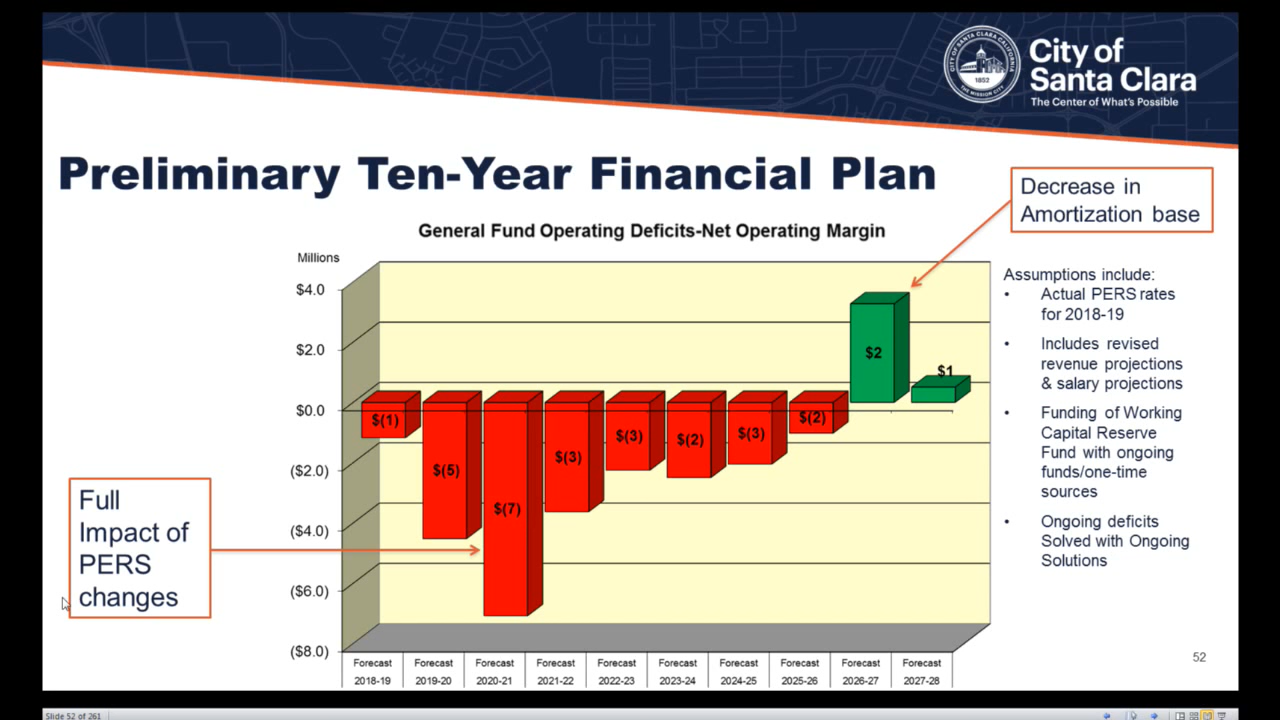 City of
Santa Clara
The Center of What's Possible
CITY OF SANTA CLARA CALIFORNIA
1852
THE MISSION CITY
Preliminary Ten-Year Financial Plan
Decrease in
Amortization base
General Fund Operating Deficits-Net Operating Margin
Millions
$4.0
$2.0
$0.0
($2.0)
($4.0)
($6.0)
($8.0)
$(1)
$(5)
$(7)
$(3)
$(3)
$(2)
$(3)
$(2)
$2
$1
Full
Impact of
PERS
changes
Assumptions include:
• Actual PERS rates
for 2018-19
• Includes revised
revenue projections
& salary projections
• Funding of Working
Capital Reserve
Fund with ongoing
funds/one-time
sources
• Ongoing deficits
Solved with Ongoing
Solutions
Forecast Forecast Forecast Forecast Forecast Forecast Forecast Forecast Forecast Forecast
2018-19 2019-20 2020-21 2021-22 2022-23 2023-24 2024-25 2025-26 2026-27 2027-28
52
Slide 52 of 261